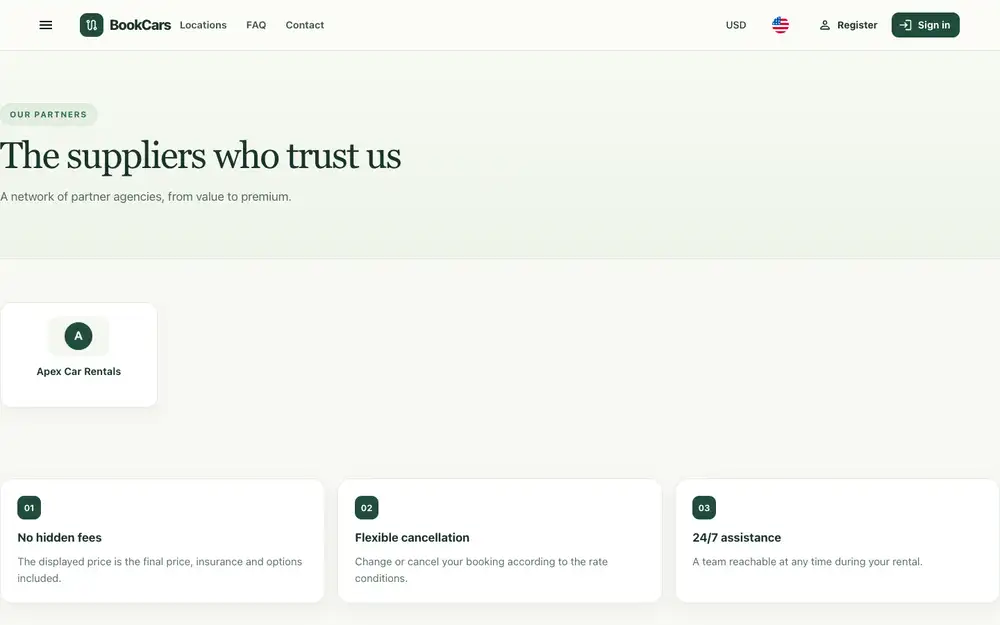 BookCars
Locations
FAQ
Contact
USD
Register
Sign in
OUR PARTNERS
The suppliers who trust us
A network of partner agencies, from value to premium.
A
Apex Car Rentals
01
No hidden fees
The displayed price is the final price, insurance and options
included.
02
Flexible cancellation
Change or cancel your booking according to the rate
conditions.
03
24/7 assistance
A team reachable at any time during your rental.